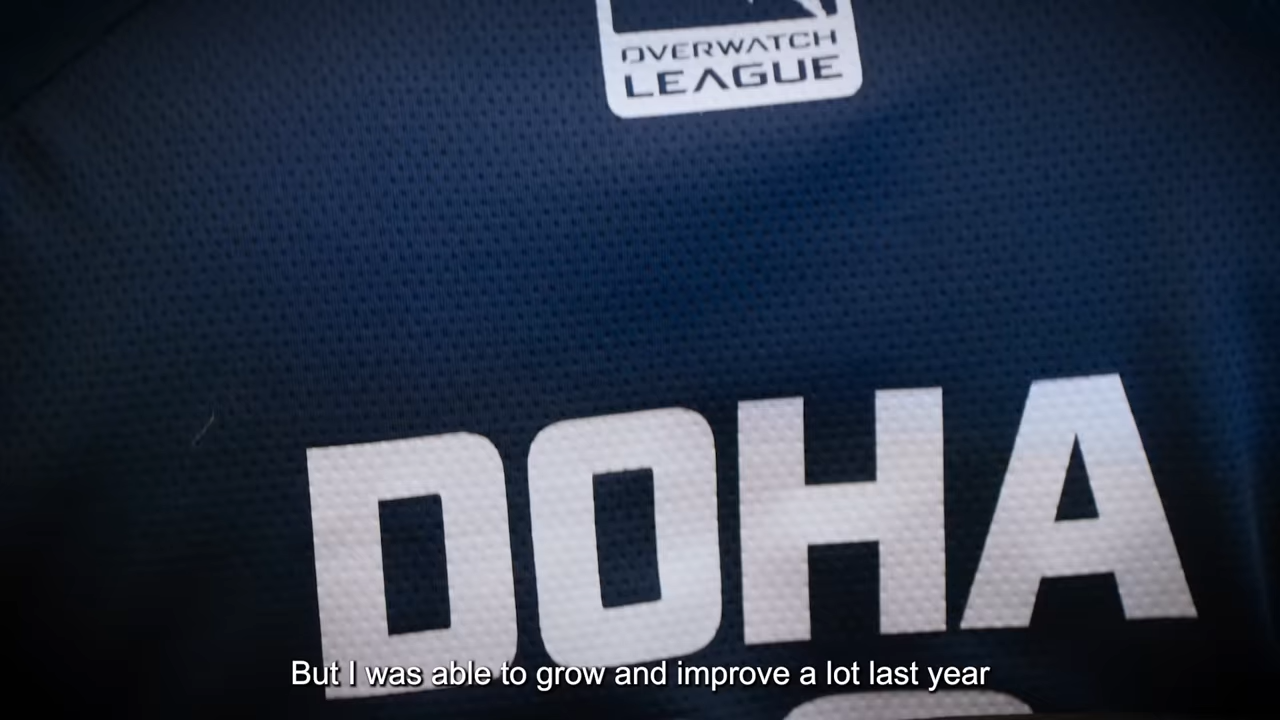 OVERWATCH
LEAGUE
DOHA
But I was able to grow and improve a lot last year